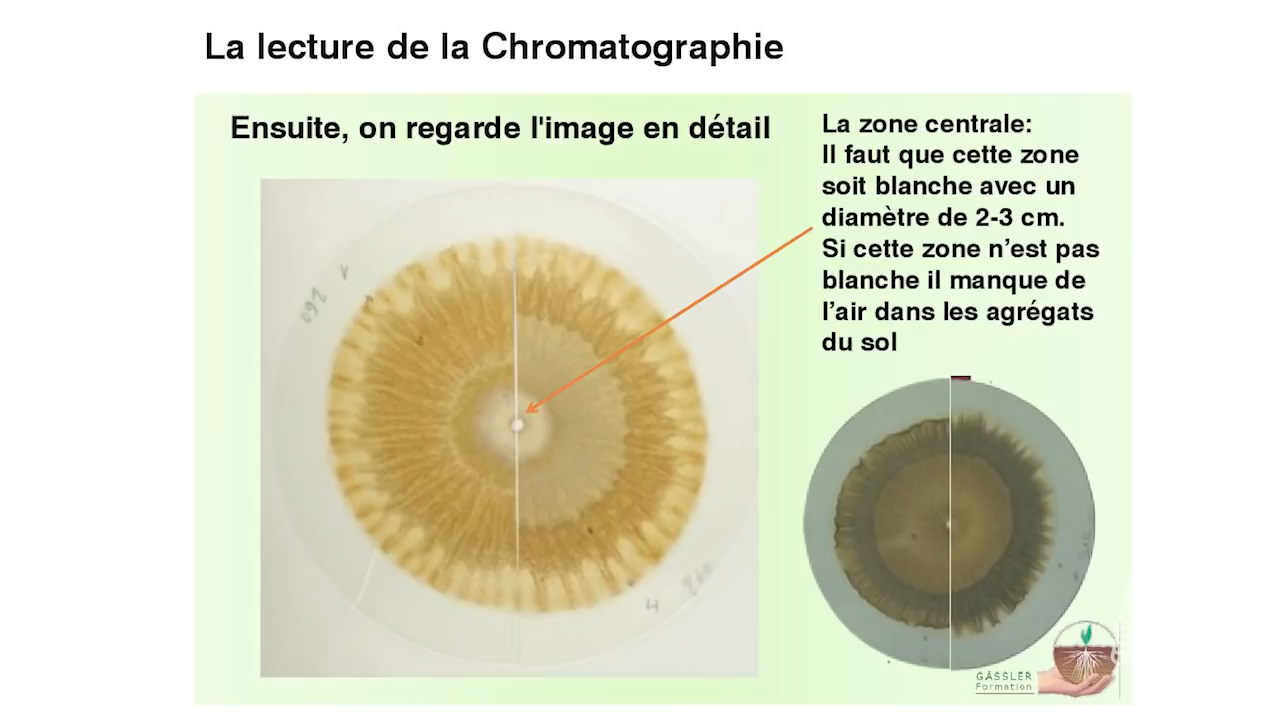 La lecture de la Chromatographie
Ensuite, on regarde l'image en détail
La zone centrale:
Il faut que cette zone
soit blanche avec un
diamètre de 2-3 cm.
Si cette zone n’est pas
blanche il manque de
l’air dans les agrégats
du sol
GÄSSLER
Formation